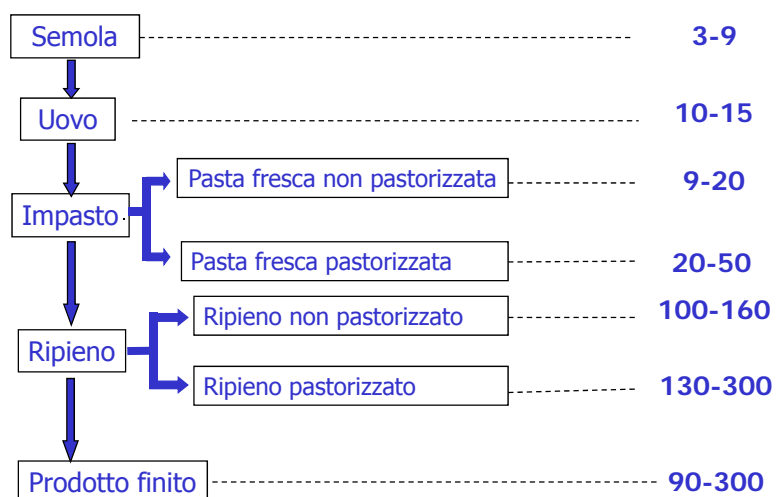 Semola 3-9
Uovo 10-15
Pasta fresca non pastorizzata 9-20
Impasto
Pasta fresca pastorizzata 20-50
Ripieno non pastorizzato 100-160
Ripieno
Ripieno pastorizzato 130-300
Prodotto finito 90-300